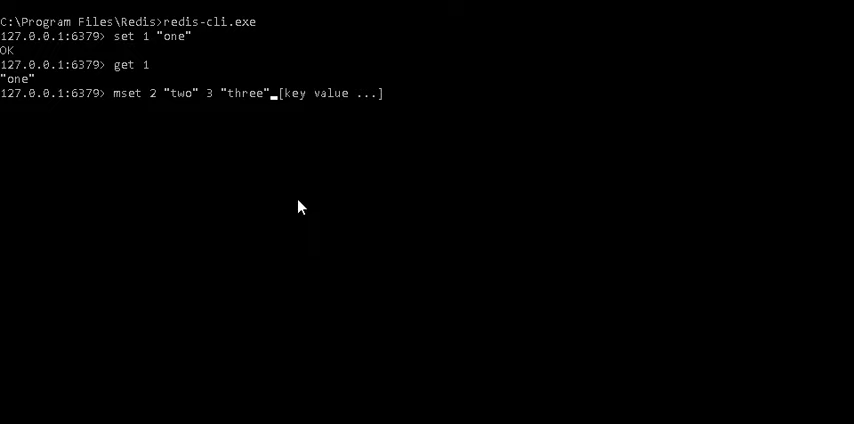 C:\Program Files\Redis>redis-cli.exe
127.0.0.1:6379> set 1 "one"
OK
127.0.0.1:6379> get 1
"one"
127.0.0.1:6379> mset 2 "two" 3 "three" [key value ...]